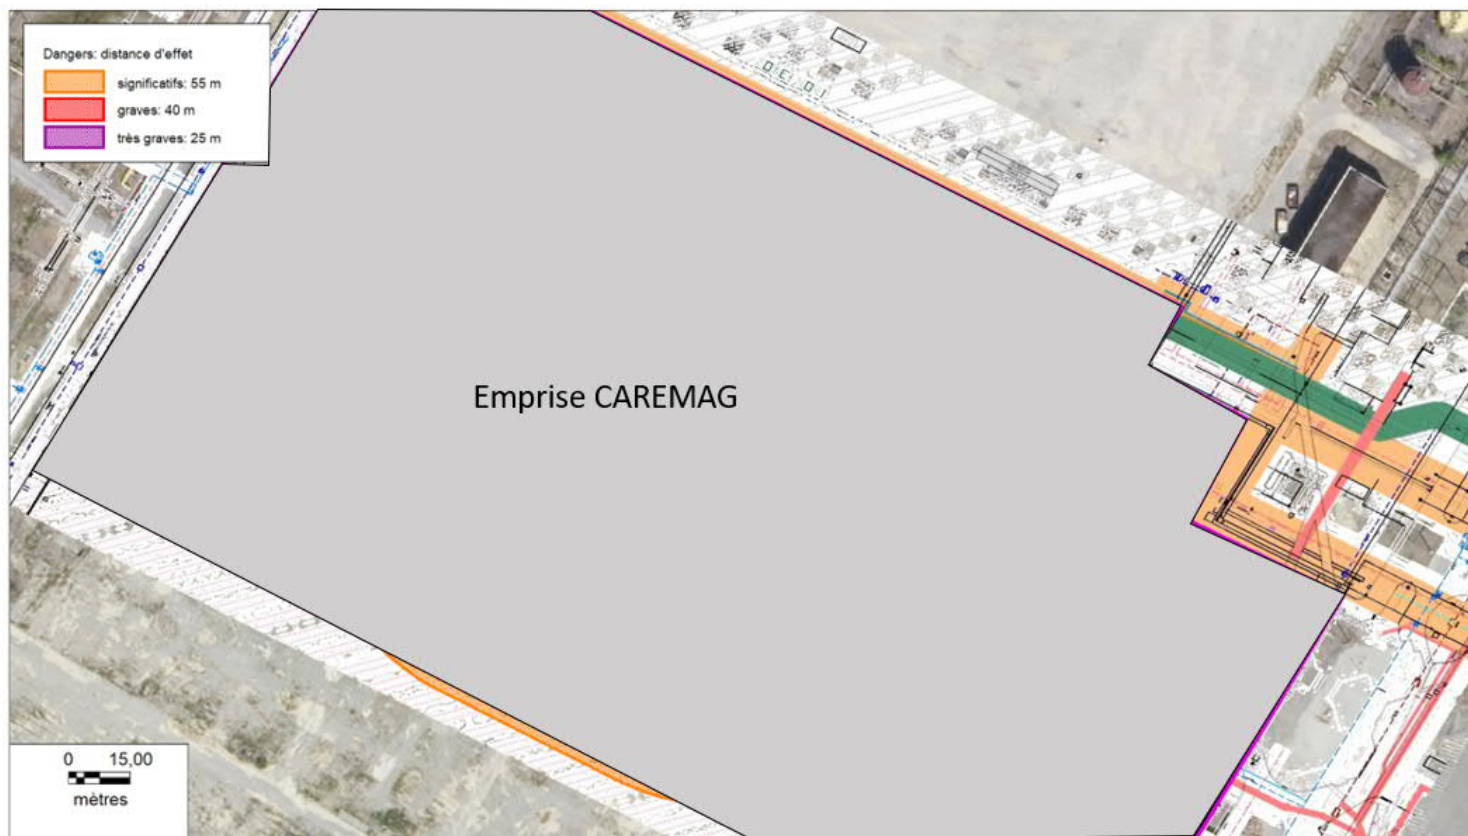 Dangers: distance d'effet
significatifs: 55 m
graves: 40 m
très graves: 25 m
Emprise CAREMAG
0 15,00
mètres